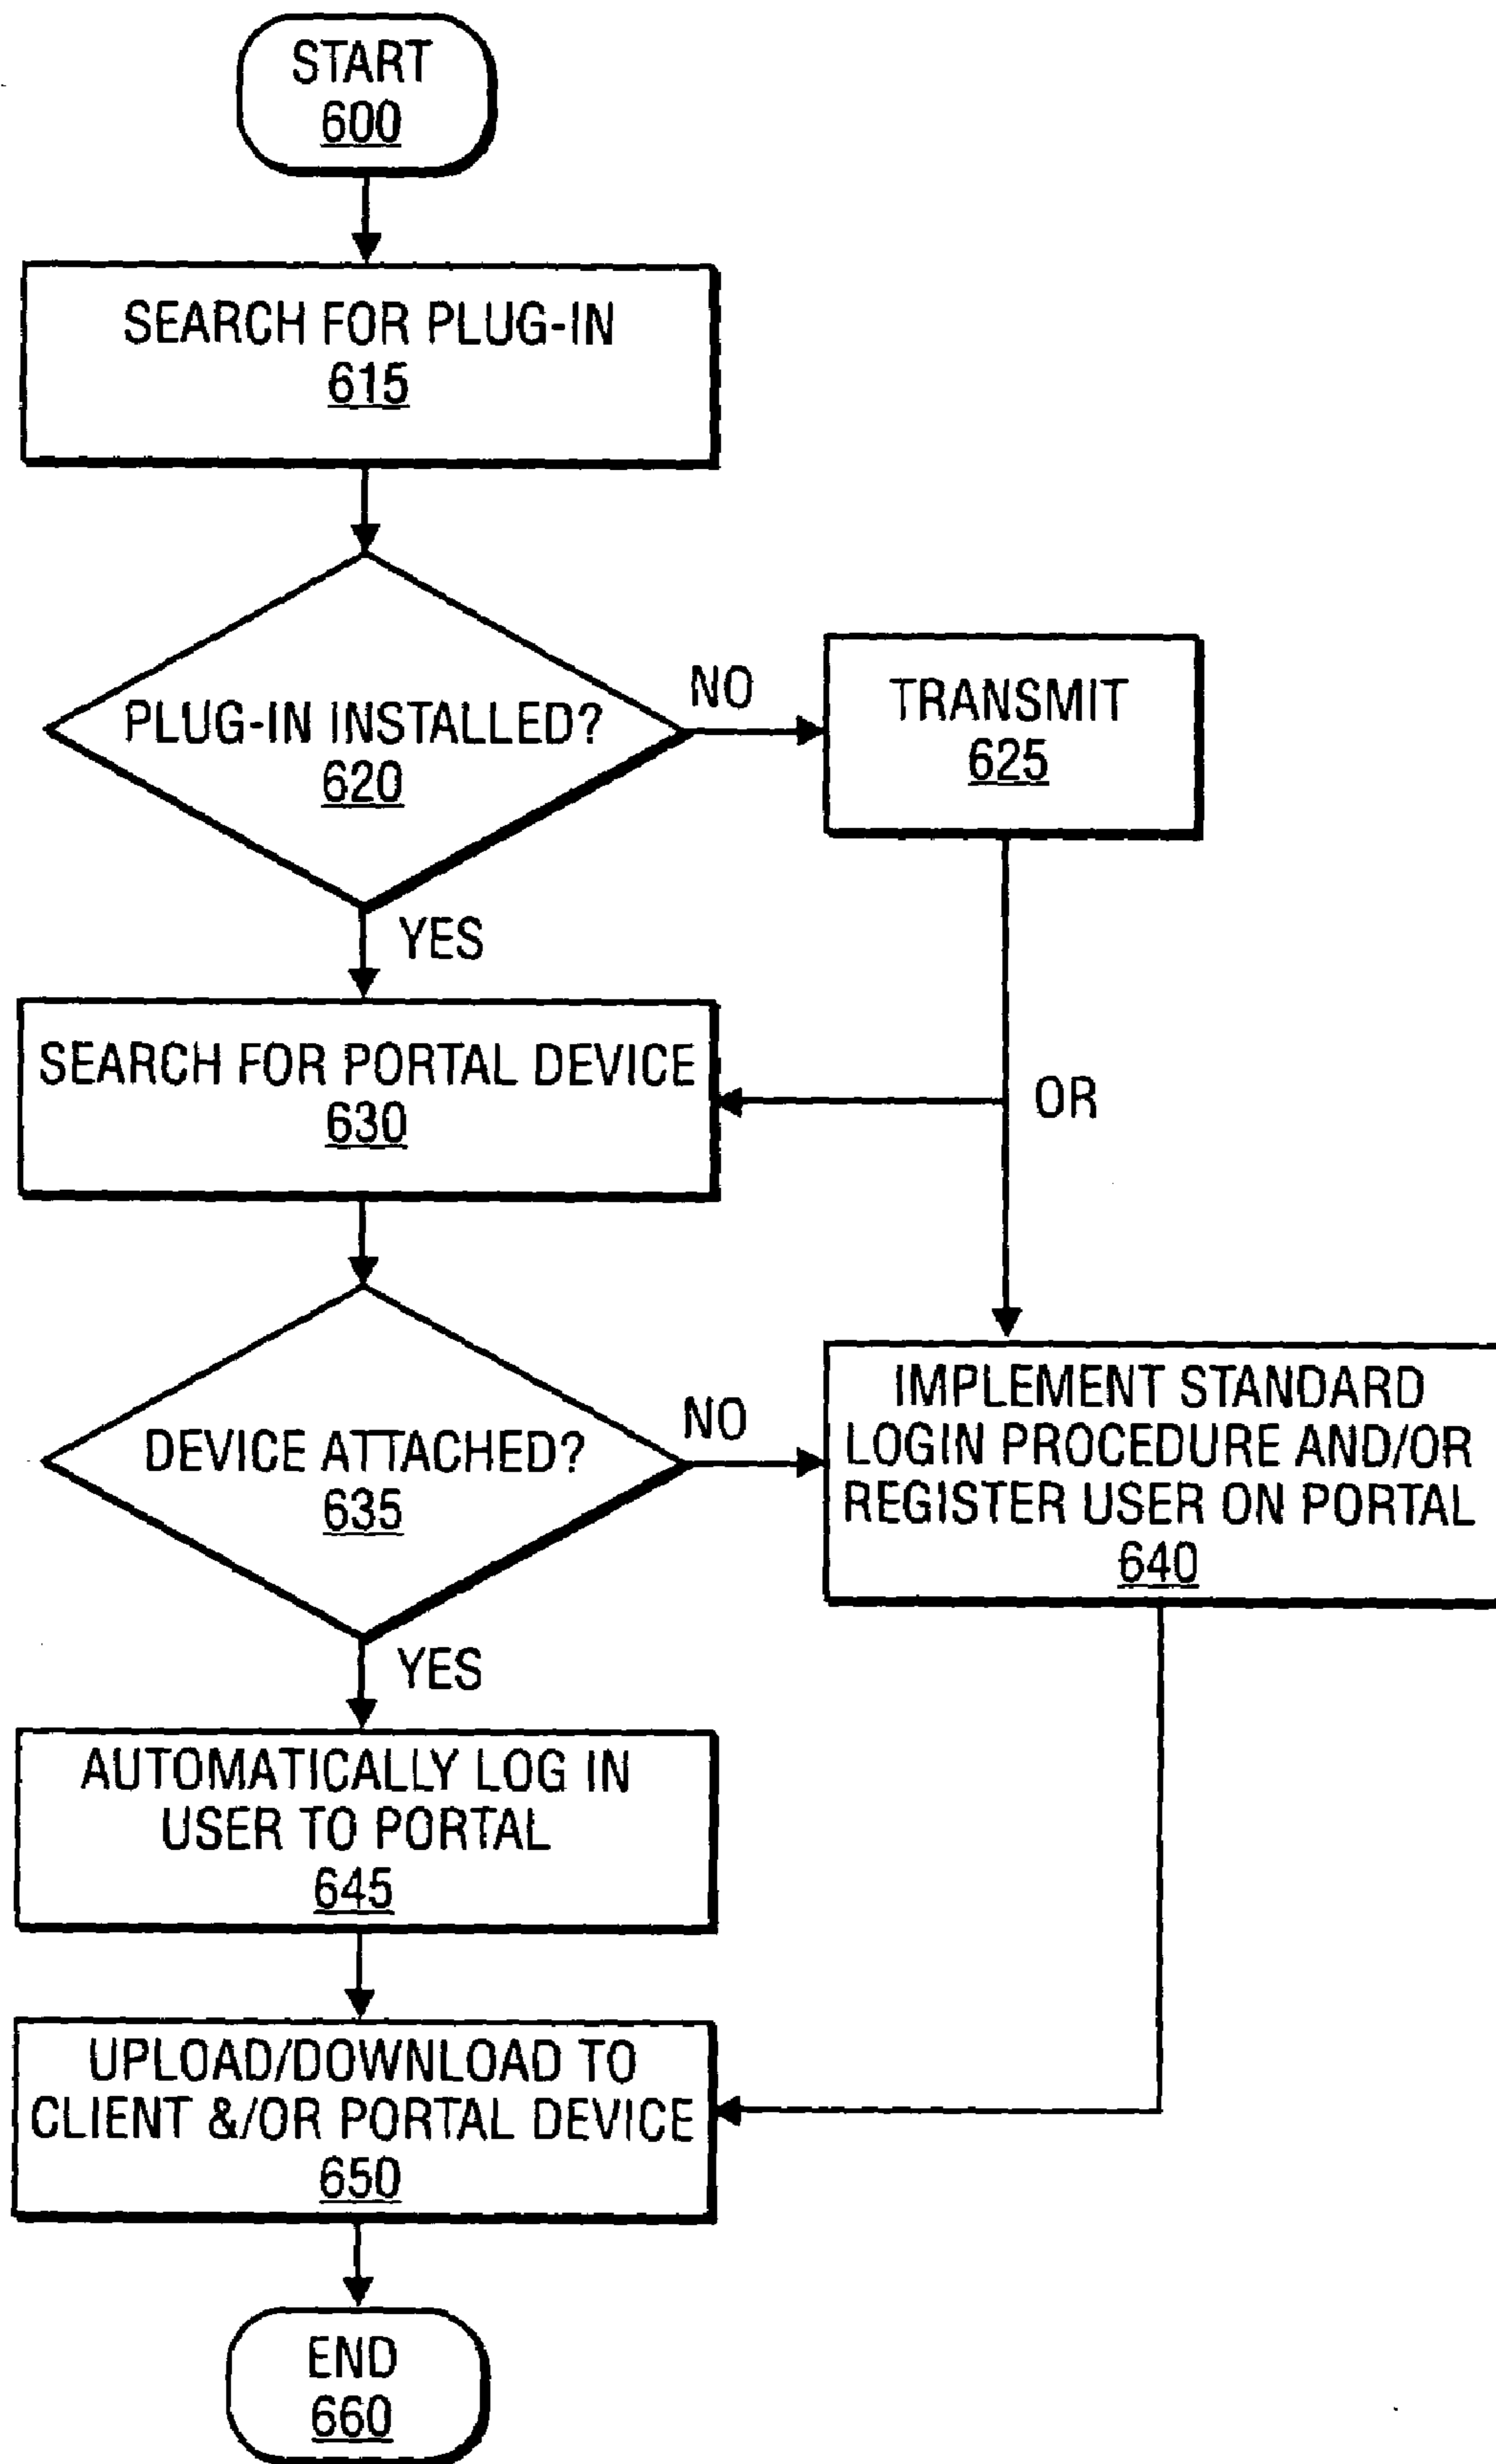 START
600
SEARCH FOR PLUG-IN
615
PLUG-IN INSTALLED?
620
NO
TRANSMIT
625
YES
SEARCH FOR PORTAL DEVICE
630
OR
DEVICE ATTACHED?
635
NO
IMPLEMENT STANDARD
LOGIN PROCEDURE AND/OR
REGISTER USER ON PORTAL
640
YES
AUTOMATICALLY LOG IN
USER TO PORTAL
645
UPLOAD/DOWNLOAD TO
CLIENT &/OR PORTAL DEVICE
650
END
660